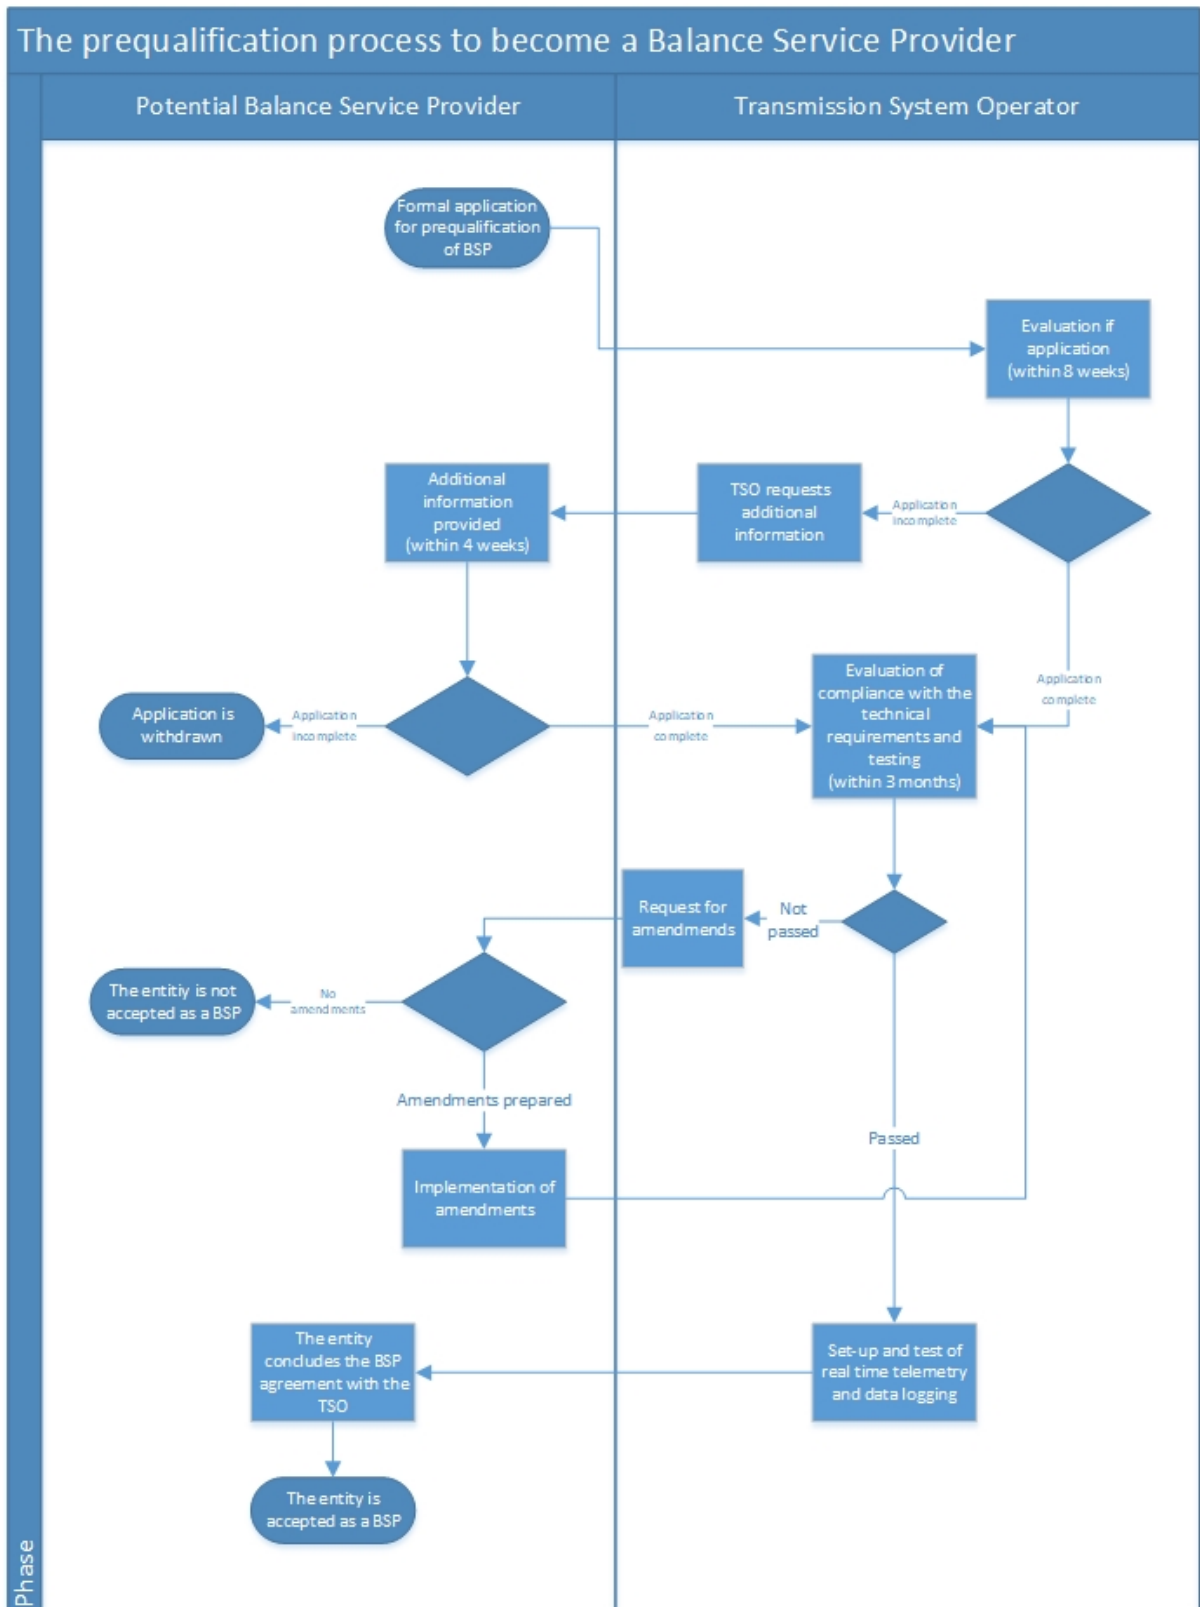 The prequalification process to become a Balance Service Provider
Potential Balance Service Provider
Transmission System Operator
Formal application
for prequalification
of BSP
Evaluation if
application
(within 8 weeks)
Additional
information
provided
(within 4 weeks)
TSO requests
additional
information
Application
incomplete
Application is
withdrawn
Application
incomplete
Application
complete
Evaluation of
compliance with the
technical
requirements and
testing
(within 3 months)
Application
complete
Request for
amendments
Not
passed
The entitiy is not
accepted as a BSP
No
amendments
Amendments prepared
Passed
Implementation of
amendments
The entity
concludes the BSP
agreement with the
TSO
Set-up and test of
real time telemetry
and data logging
The entity is
accepted as a BSP
Phase